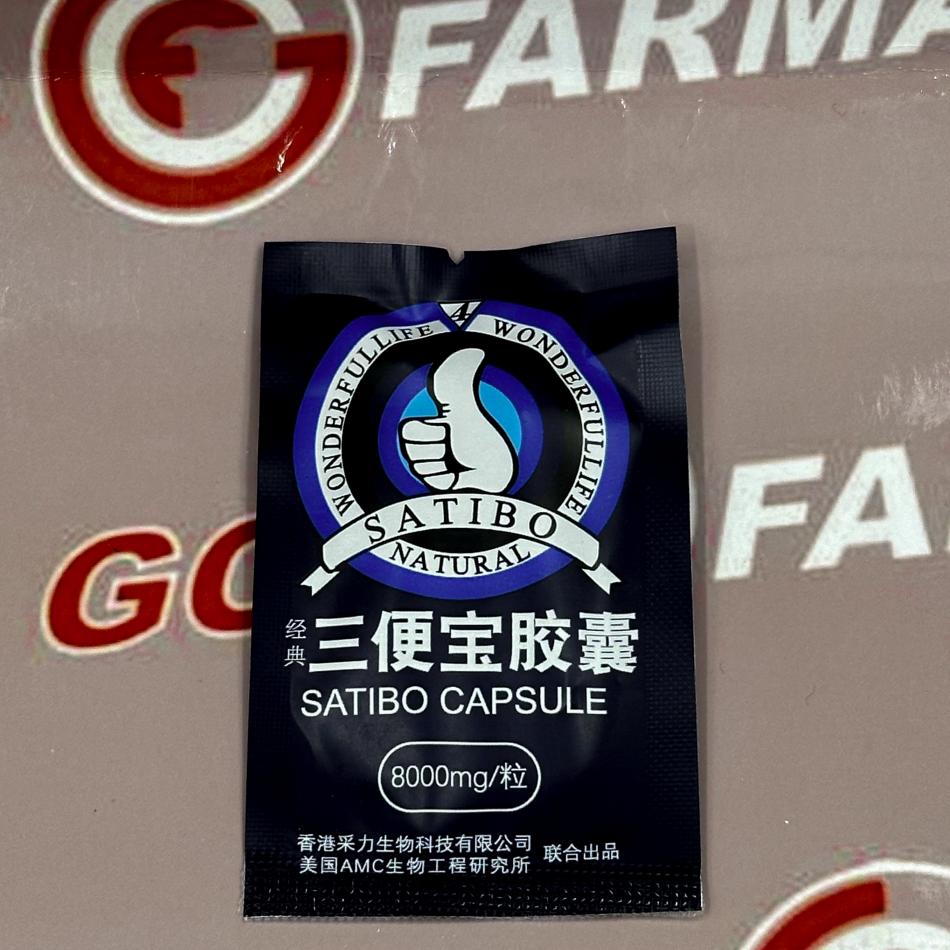 FARMA
4
WONDERFULLIFE WONDERFULLIFE
SATIBO
NATURAL
FA
GO
经典
三便宝胶囊
SATIBO CAPSULE
8000mg/粒
香港采力生物科技有限公司
美国AMC生物工程研究所
联合出品